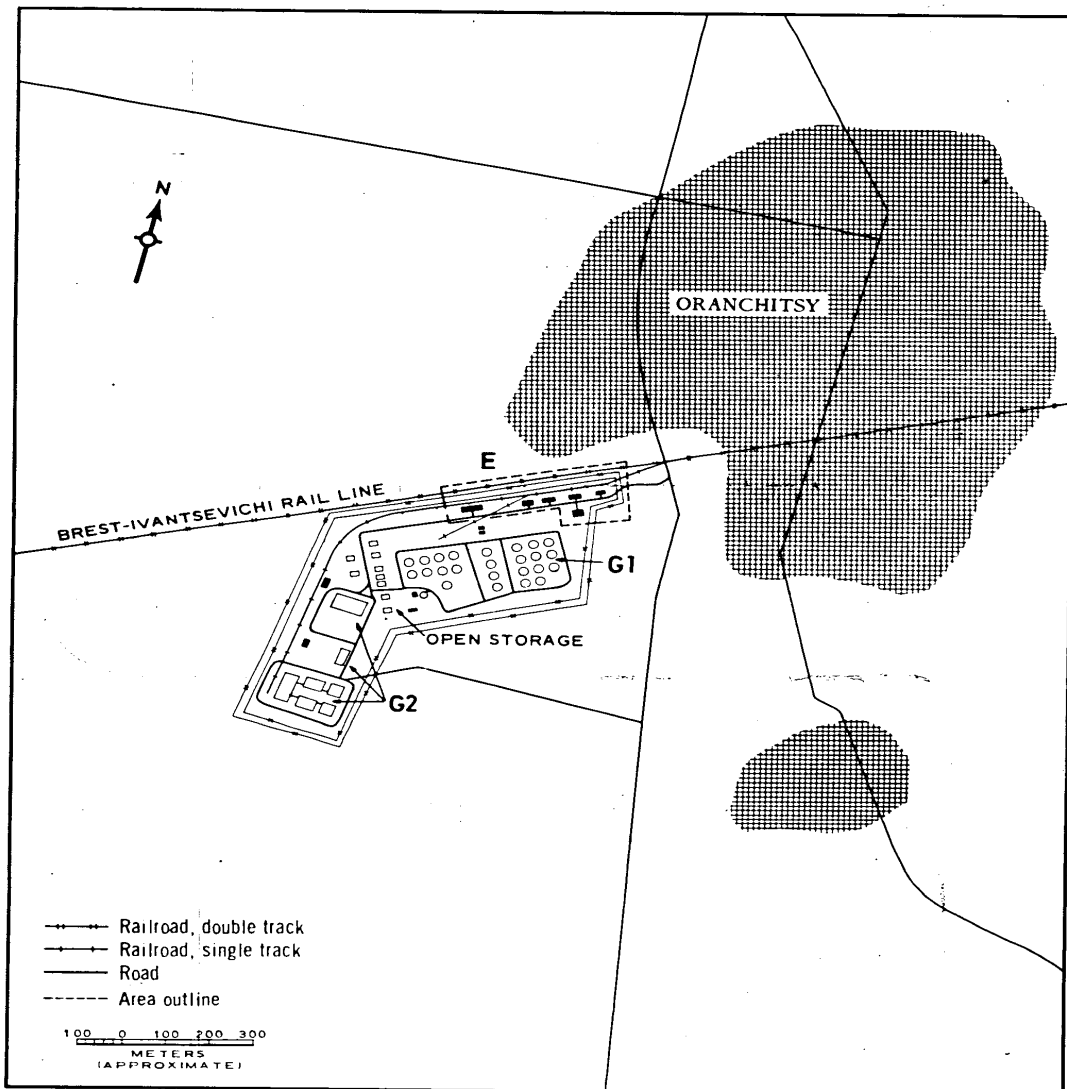 N
ORANCHITSY
E
BREST-IVANTSEVICHI RAIL LINE
G1
OPEN STORAGE
G2
Railroad, double track
Railroad, single track
Road
Area outline
100 0 100 200 300
METERS
(APPROXIMATE)